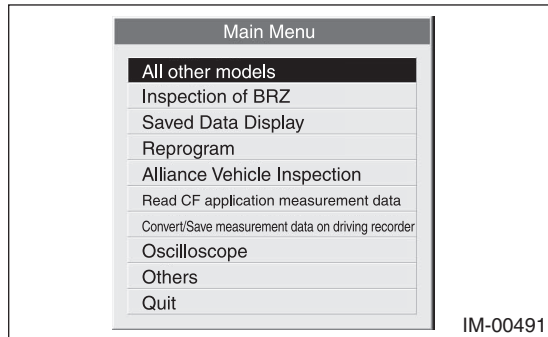 Main Menu
All other models
Inspection of BRZ
Saved Data Display
Reprogram
Alliance Vehicle Inspection
Read CF application measurement data
Convert/Save measurement data on driving recorder
Oscilloscope
Others
Quit
IM-00491